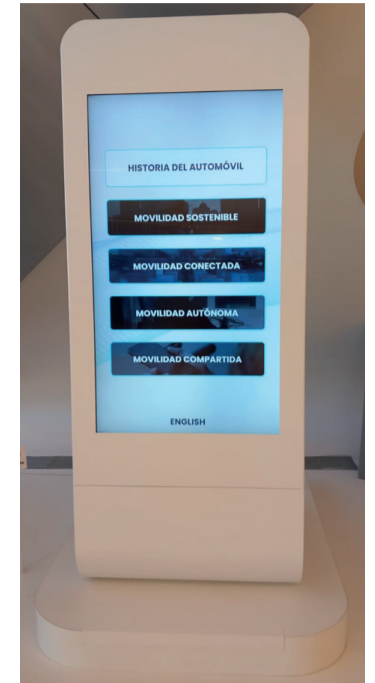 HISTORIA DEL AUTOMÓVIL
MOVILIDAD SOSTENIBLE
MOVILIDAD CONECTADA
MOVILIDAD AUTÓNOMA
MOVILIDAD COMPARTIDA
ENGLISH